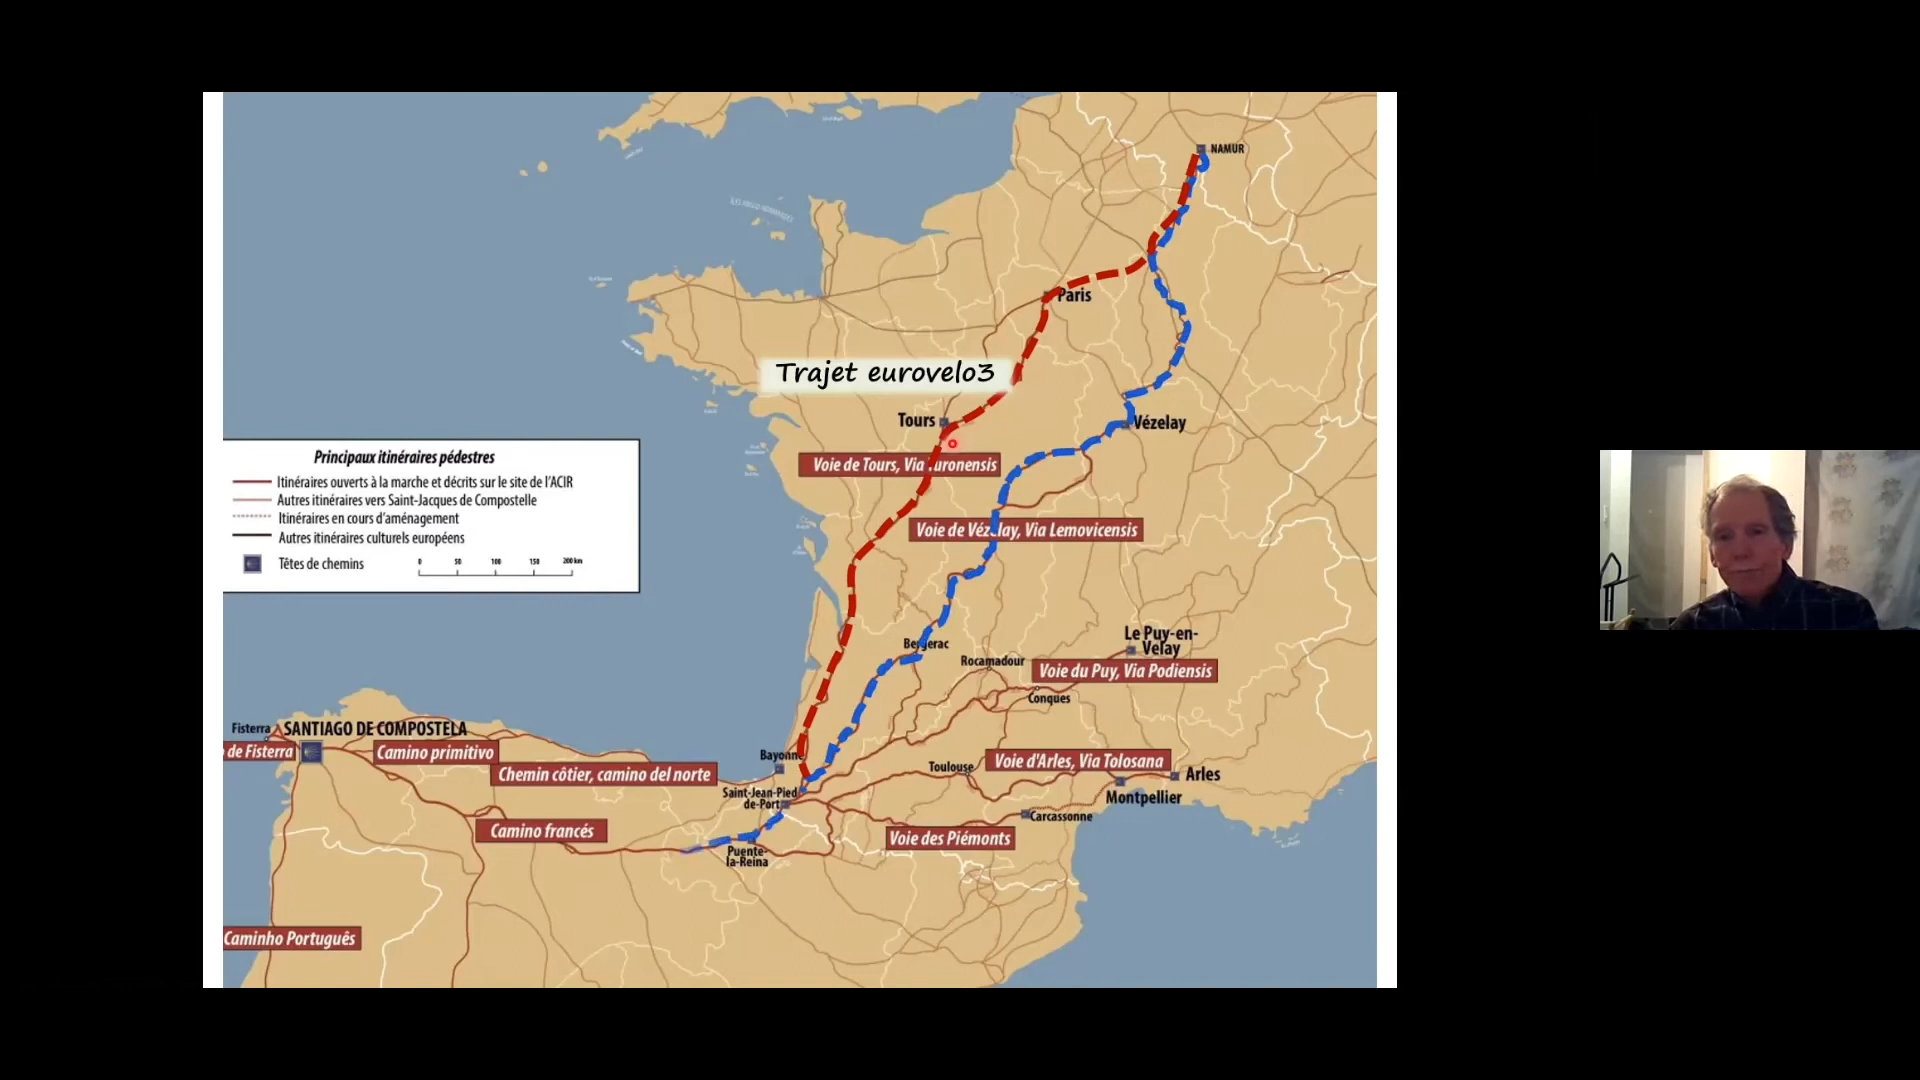 NAMUR
Paris
Trajet eurovelo3
Tours
Vézelay
Voie de Tours, Via Turonensis
Principaux itinéraires pédestres
Itinéraires ouverts à la marche et décrits sur le site de l'ACIR
Autres itinéraires vers Saint-Jacques de Compostelle
Itinéraires en cours d'aménagement
Autres itinéraires culturels européens
Têtes de chemins
0 50 100 150 200 km
Voie de Vézelay, Via Lemovicensis
Bergerac
Rocamadour
Le Puy-en-
Velay
Voie du Puy, Via Podiensis
Conques
Fisterra
SANTIAGO DE COMPOSTELA
de Fisterra
Camino primitivo
Chemin côtier, camino del norte
Bayonne
Saint-Jean-Pied
de-Port
Toulouse
Voie d'Arles, Via Tolosana
Arles
Montpellier
Carcassonne
Camino francés
Voie des Piémonts
Puente-
la-Reina
Caminho Português